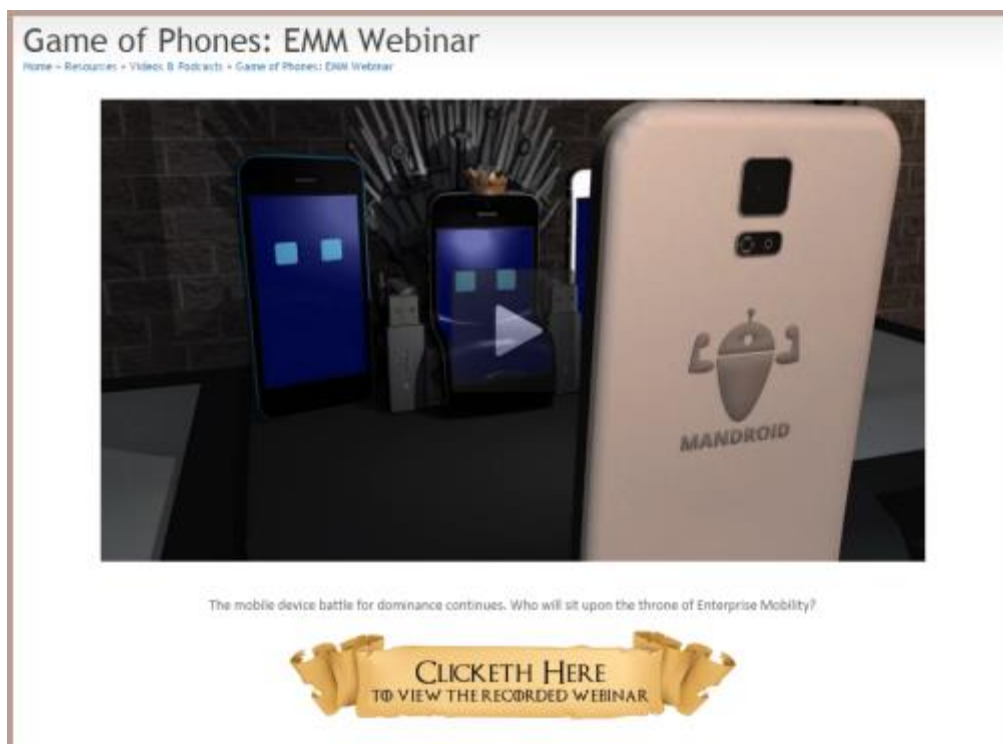 Game of Phones: EMM Webinar
Home » Resources » Videos & Podcasts » Game of Phones: EMM Webinar
MANDROID
The mobile device battle for dominance continues. Who will sit upon the throne of Enterprise Mobility?
CLICKETH HERE
TO VIEW THE RECORDED WEBINAR